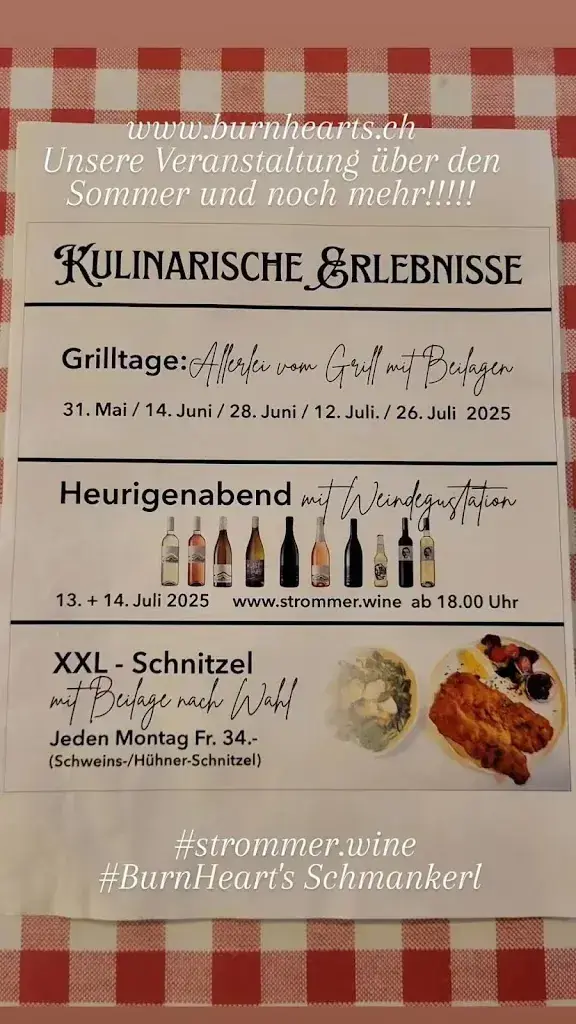 www.burnhearts.ch
Unsere Veranstaltung über den
Sommer und noch mehr!!!!!
Kulinarische Erlebnisse
Grilltage: Allerlei vom Grill mit Beilagen
31. Mai / 14. Juni / 28. Juni / 12. Juli. / 26. Juli 2025
Heurigenabend mit Weindegustation
13. + 14. Juli 2025 www.strommer.wine ab 18.00 Uhr
XXL - Schnitzel
mit Beilage nach Wahl
Jeden Montag Fr. 34.-
(Schweins-/Hühner-Schnitzel)
#strommer.wine
#BurnHeart's Schmankerl